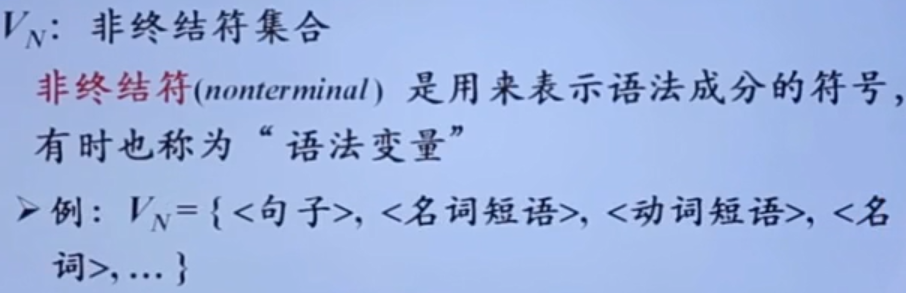 V_N: 非终结符集合
非终结符(nonterminal) 是用来表示语法成分的符号,
有时也称为“语法变量”
➢ 例: V_N = { <句子>, <名词短语>, <动词短语>, <名
词>, … }